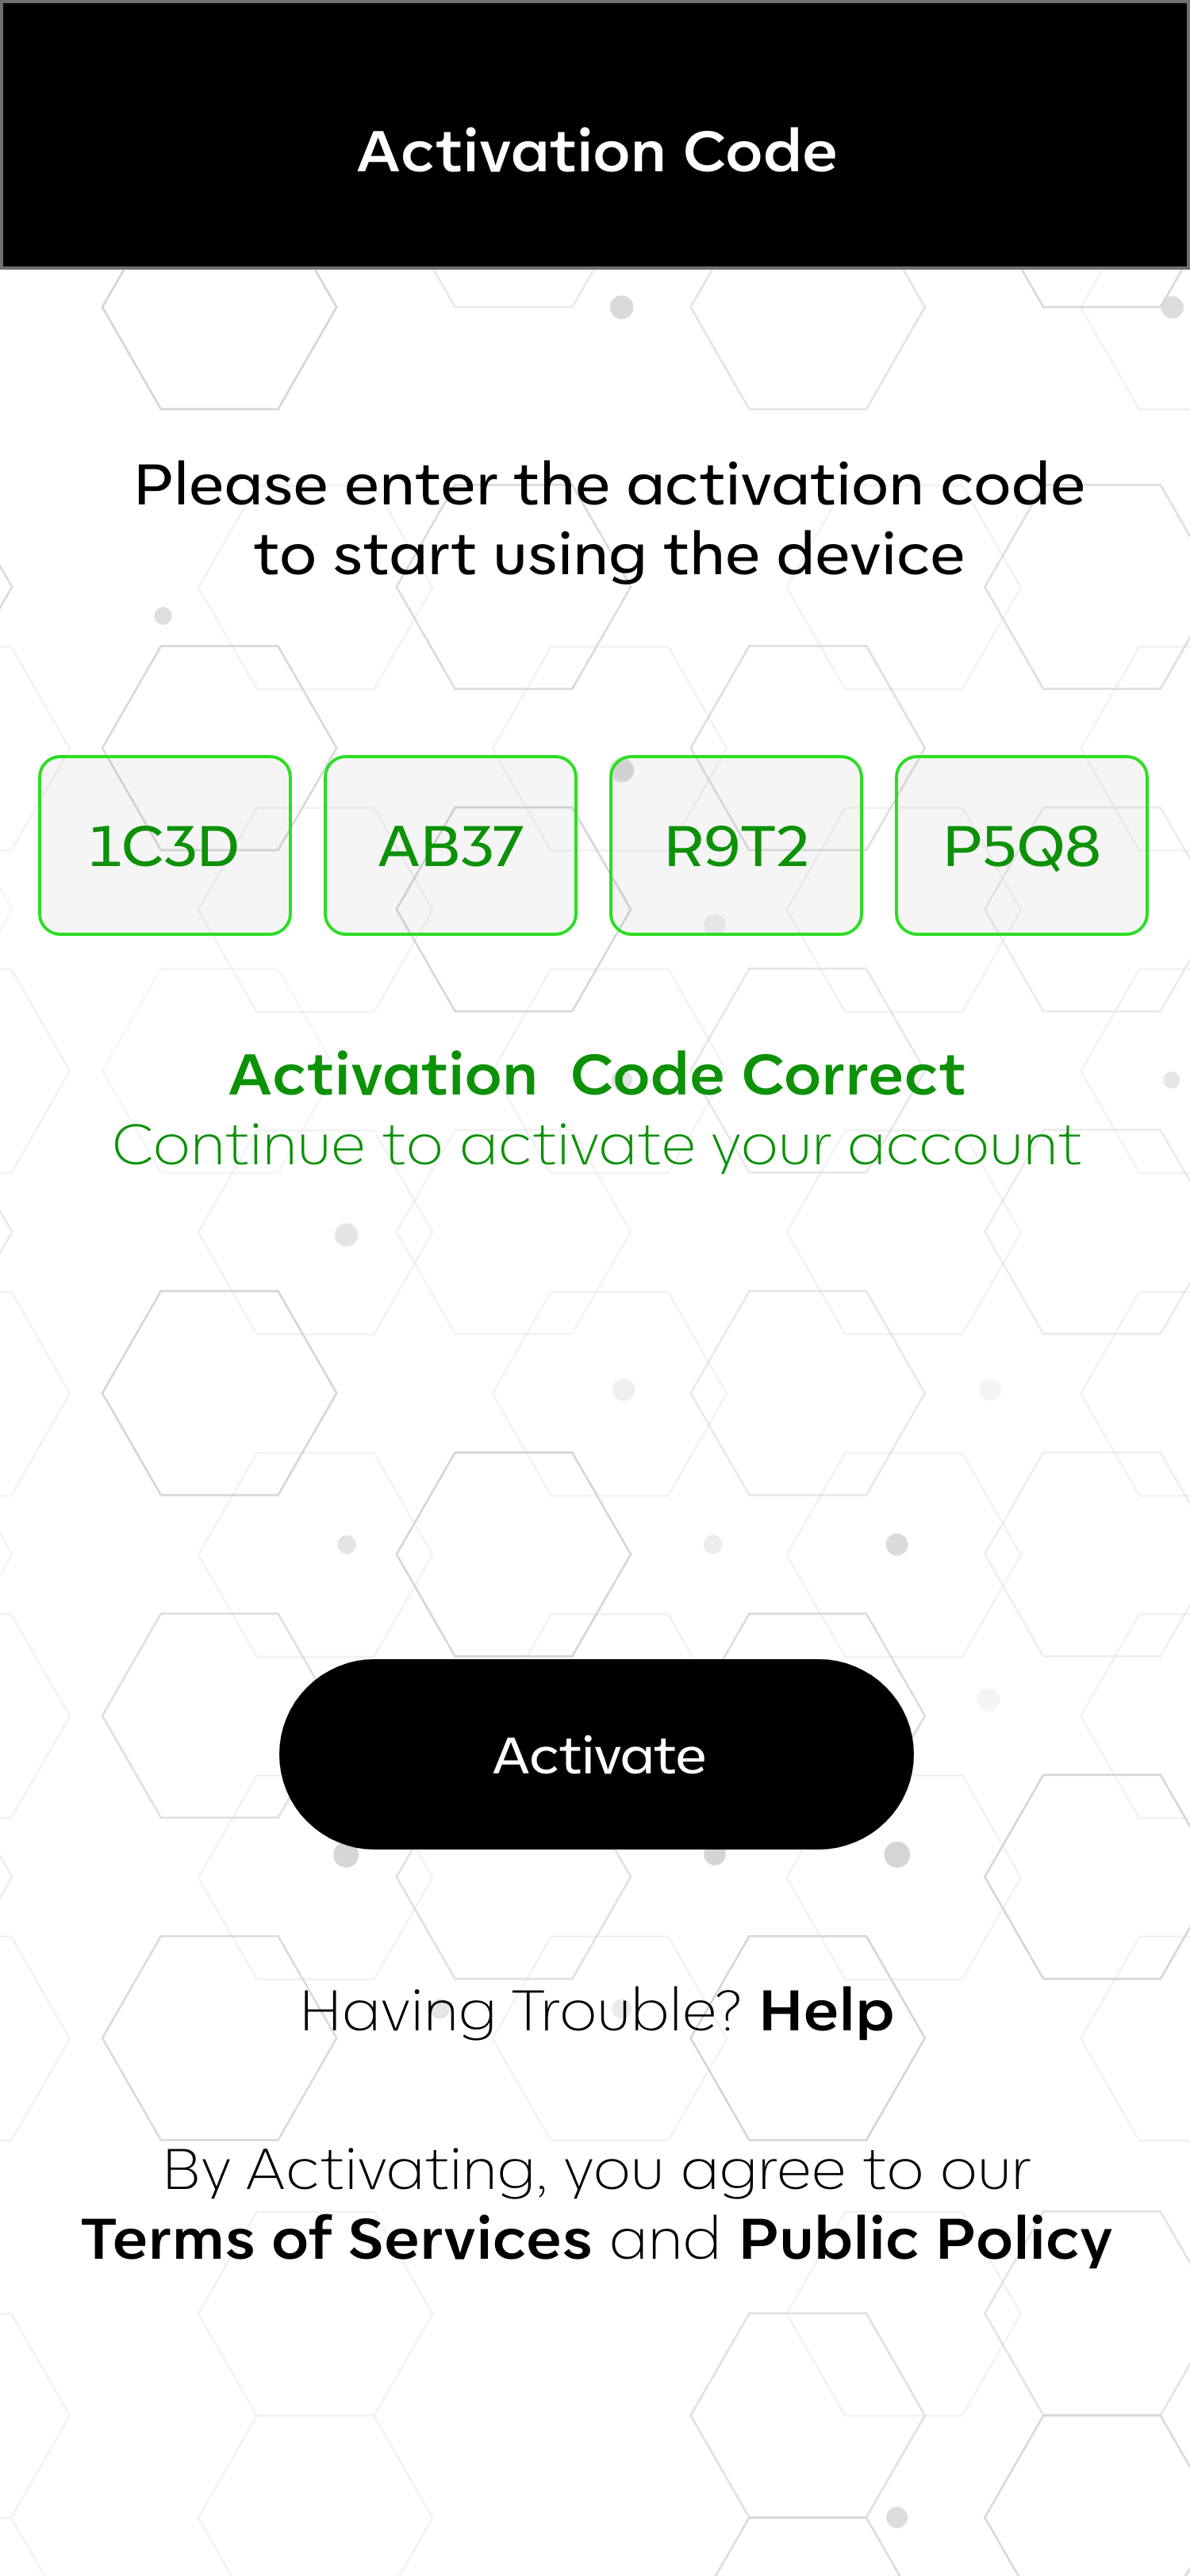 Activation Code
Please enter the activation code
to start using the device
1C3D AB37 R9T2 P5Q8
Activation  Code Correct
Continue to activate your account
Activate
Having Trouble? Help
By Activating, you agree to our
Terms of Services and Public Policy